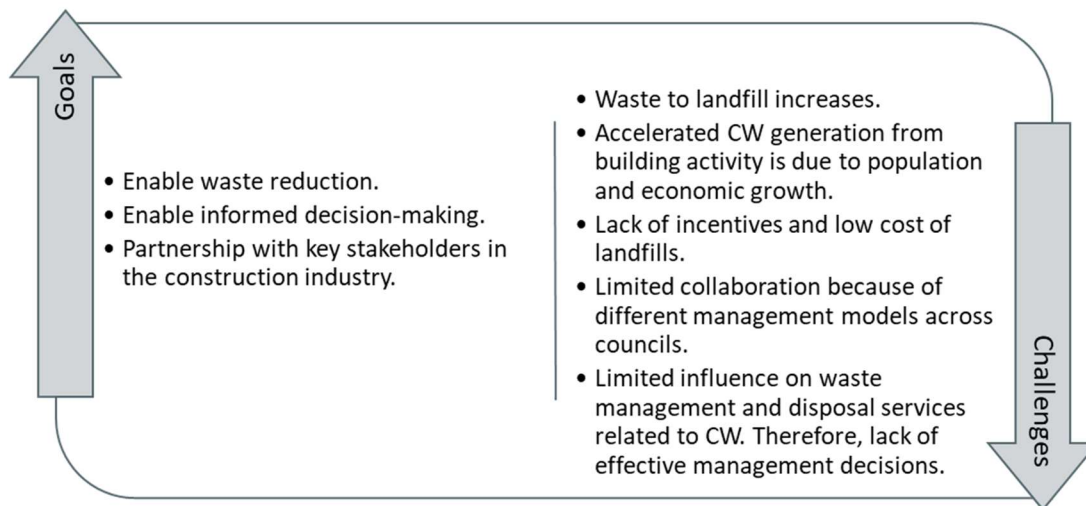 Goals
• Enable waste reduction.
• Enable informed decision-making.
• Partnership with key stakeholders in
the construction industry.
• Waste to landfill increases.
• Accelerated CW generation from
building activity is due to population
and economic growth.
• Lack of incentives and low cost of
landfills.
• Limited collaboration because of
different management models across
councils.
• Limited influence on waste
management and disposal services
related to CW. Therefore, lack of
effective management decisions.
Challenges